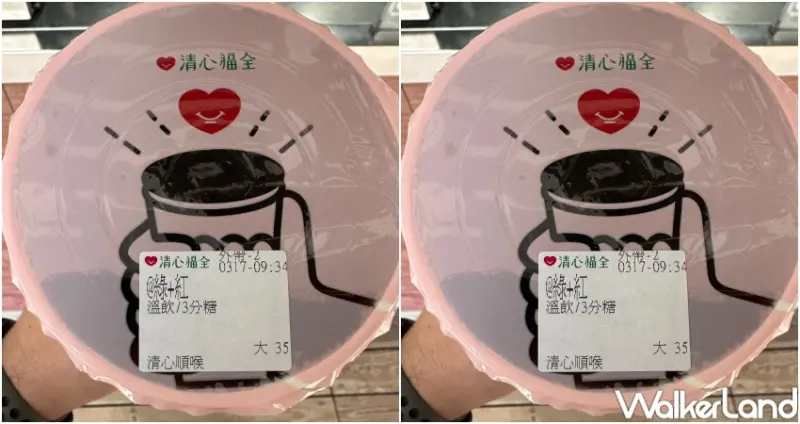 清心福全
清心福全
外帶-2
0317-09:34
@綠+紅
溫飲/3分糖
大 35
清心順喉
清心福全
清心福全
外帶-2
0317-09:34
@綠+紅
溫飲/3分糖
大 35
清心順喉
WalkerLand